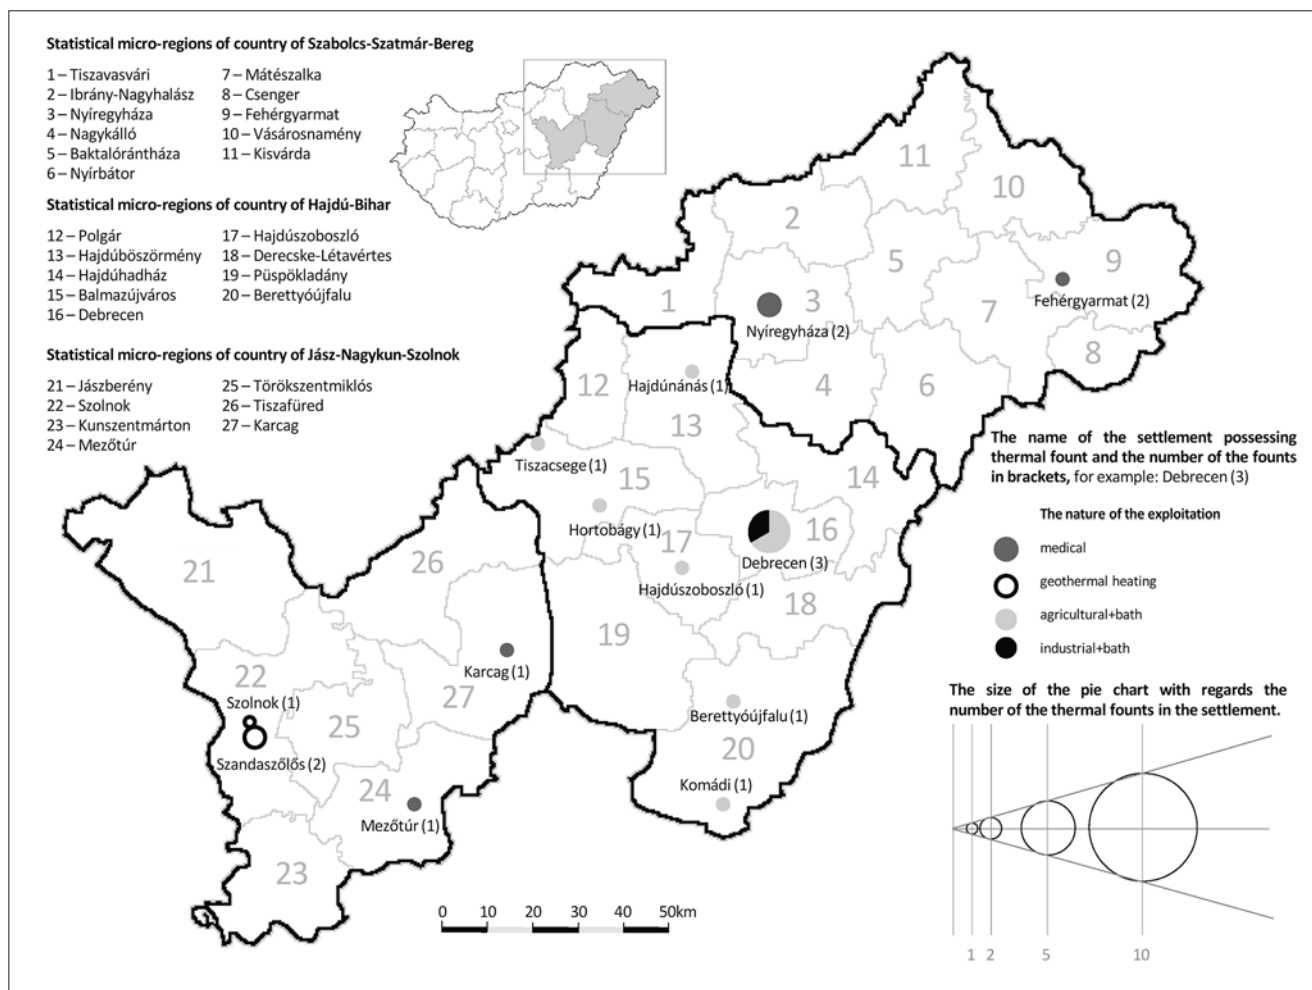 Statistical micro-regions of country of Szabolcs-Szatmár-Bereg
1 – Tiszavasvári
2 – Ibrány-Nagyhalász
3 – Nyíregyháza
4 – Nagykálló
5 – Baktalórántháza
6 – Nyírbátor
7 – Mátészalka
8 – Csenger
9 – Fehérgyarmat
10 – Vásárosnamény
11 – Kisvárda
Statistical micro-regions of country of Hajdú-Bihar
12 – Polgár
13 – Hajdúböszörmény
14 – Hajdúhadház
15 – Balmazújváros
16 – Debrecen
17 – Hajdúszoboszló
18 – Derecske-Létavértes
19 – Püspökladány
20 – Berettyóújfalu
Statistical micro-regions of country of Jász-Nagykun-Szolnok
21 – Jászberény
22 – Szolnok
23 – Kunszentmárton
24 – Mezőtúr
25 – Törökszentmiklós
26 – Tiszafüred
27 – Karcag
11
10
2
5
9
1
3
Fehérgyarmat (2)
7
Nyíregyháza (2)
8
12
Hajdúnánás (1)
4
6
13
Tiszacsege (1)
15
14
Hortobágy (1)
17
16
Debrecen (3)
21
26
Hajdúszoboszló (1)
18
19
Karcag (1)
22
27
Szolnok (1)
25
Berettyóújfalu (1)
20
Szandaszőlős (2)
24
Komádi (1)
Mezőtúr (1)
23
The name of the settlement possessing
thermal fount and the number of the founts
in brackets, for example: Debrecen (3)
The nature of the exploitation
medical
geothermal heating
agricultural+bath
industrial+bath
The size of the pie chart with regards the
number of the thermal founts in the settlement.
1 2 5 10
0 10 20 30 40 50km